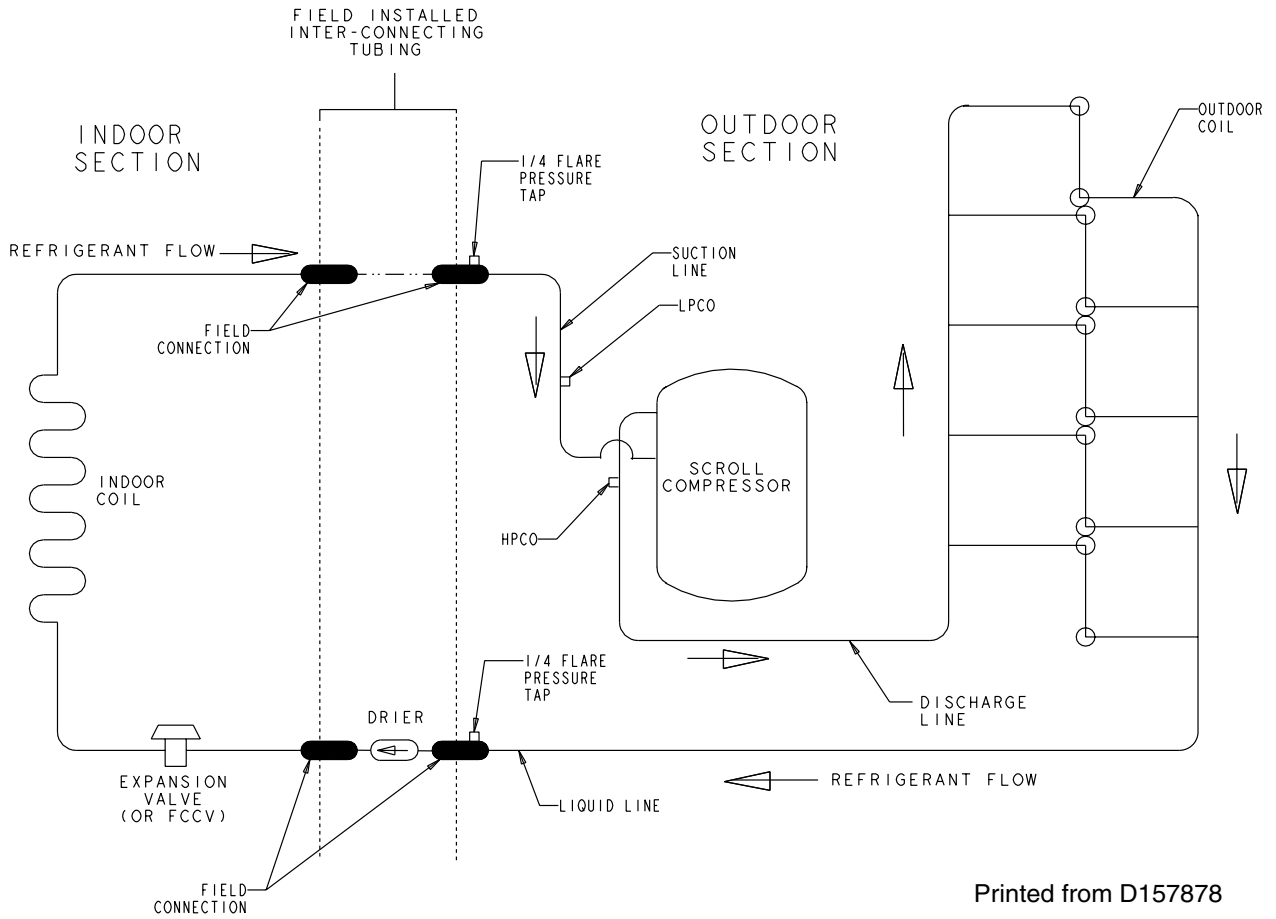 FIELD INSTALLED
INTER-CONNECTING
TUBING
INDOOR
SECTION
OUTDOOR
SECTION
OUTDOOR
COIL
1/4 FLARE
PRESSURE
TAP
REFRIGERANT FLOW
SUCTION
LINE
LPCO
FIELD
CONNECTION
INDOOR
COIL
SCROLL
COMPRESSOR
HPCO
1/4 FLARE
PRESSURE
TAP
DISCHARGE
LINE
DRIER
EXPANSION
VALVE
(OR FCCV)
REFRIGERANT FLOW
LIQUID LINE
FIELD
CONNECTION
Printed from D157878